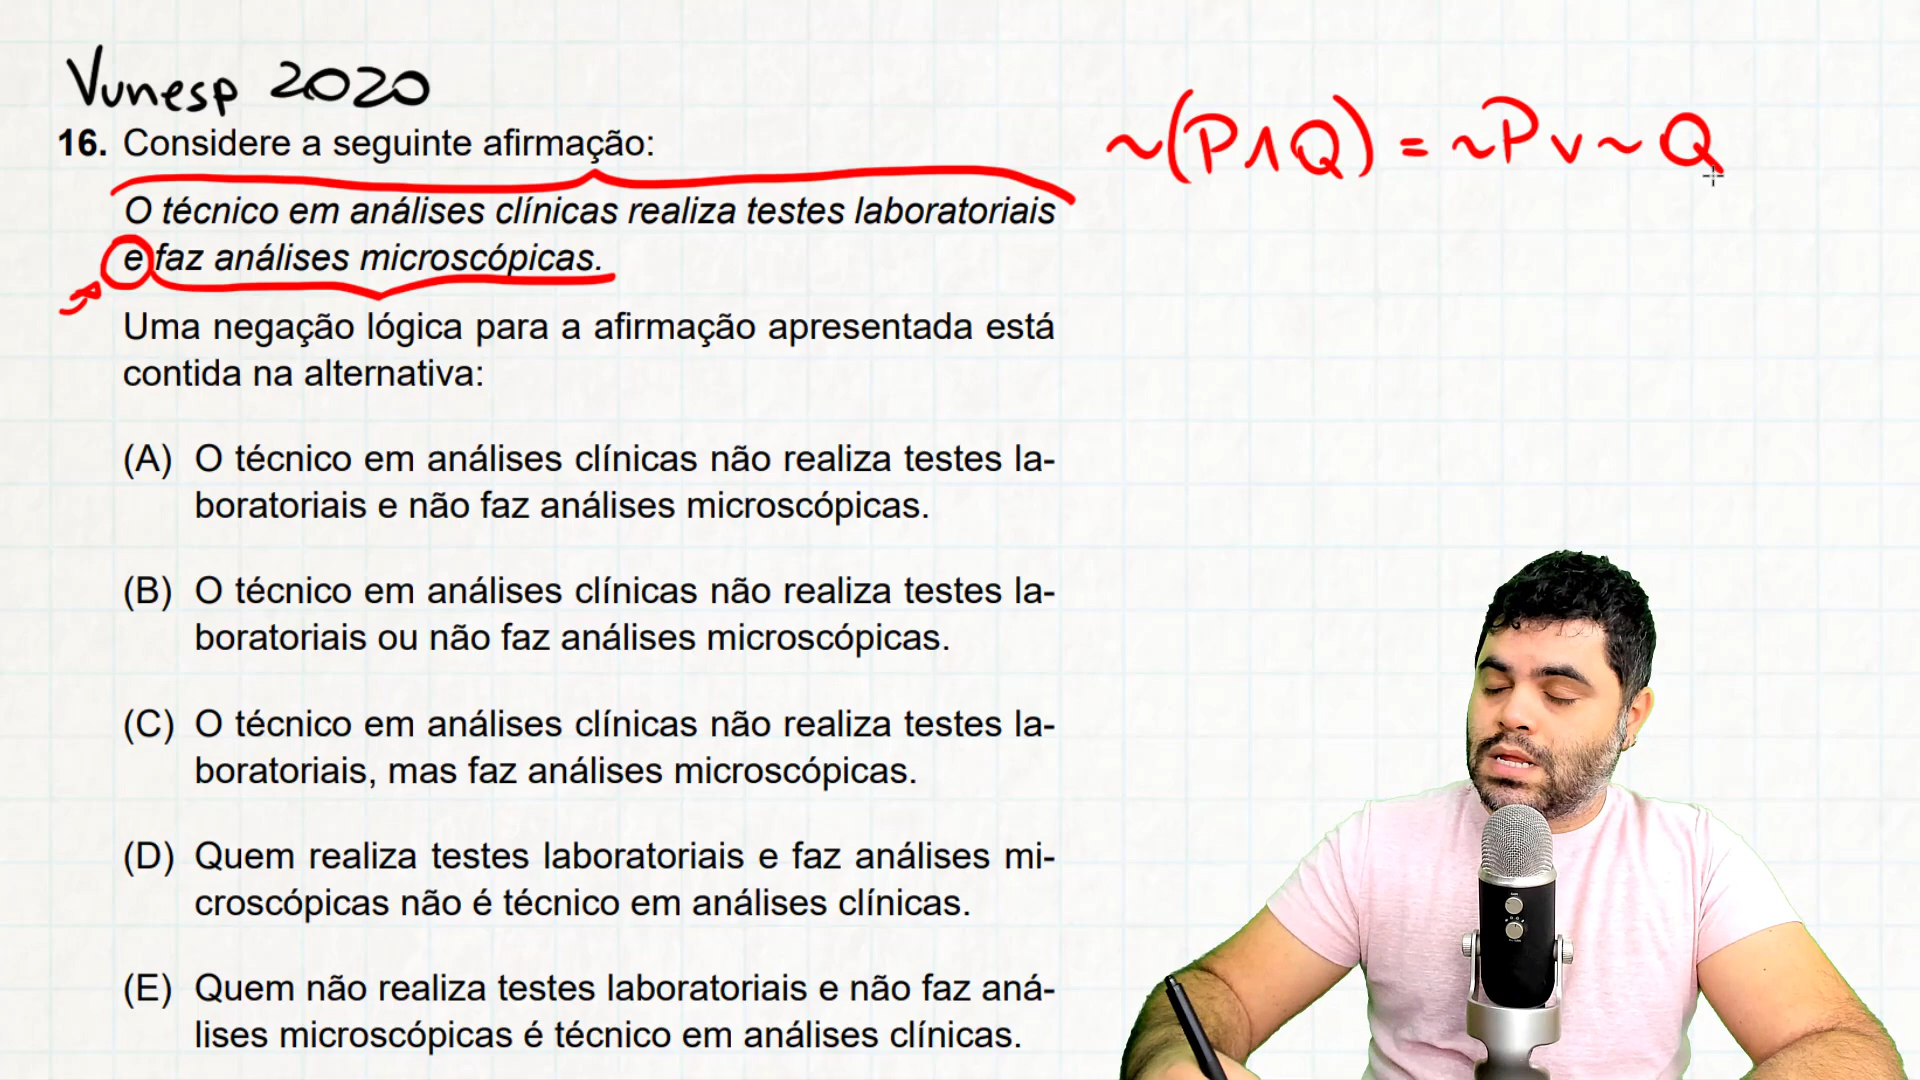 Vunesp 2020
16. Considere a seguinte afirmação:
~(P∧Q) = ~P∨~Q
O técnico em análises clínicas realiza testes laboratoriais
e faz análises microscópicas.
Uma negação lógica para a afirmação apresentada está
contida na alternativa:
(A) O técnico em análises clínicas não realiza testes la-
boratoriais e não faz análises microscópicas.
(B) O técnico em análises clínicas não realiza testes la-
boratoriais ou não faz análises microscópicas.
(C) O técnico em análises clínicas não realiza testes la-
boratoriais, mas faz análises microscópicas.
(D) Quem realiza testes laboratoriais e faz análises mi-
croscópicas não é técnico em análises clínicas.
(E) Quem não realiza testes laboratoriais e não faz aná-
lises microscópicas é técnico em análises clínicas.